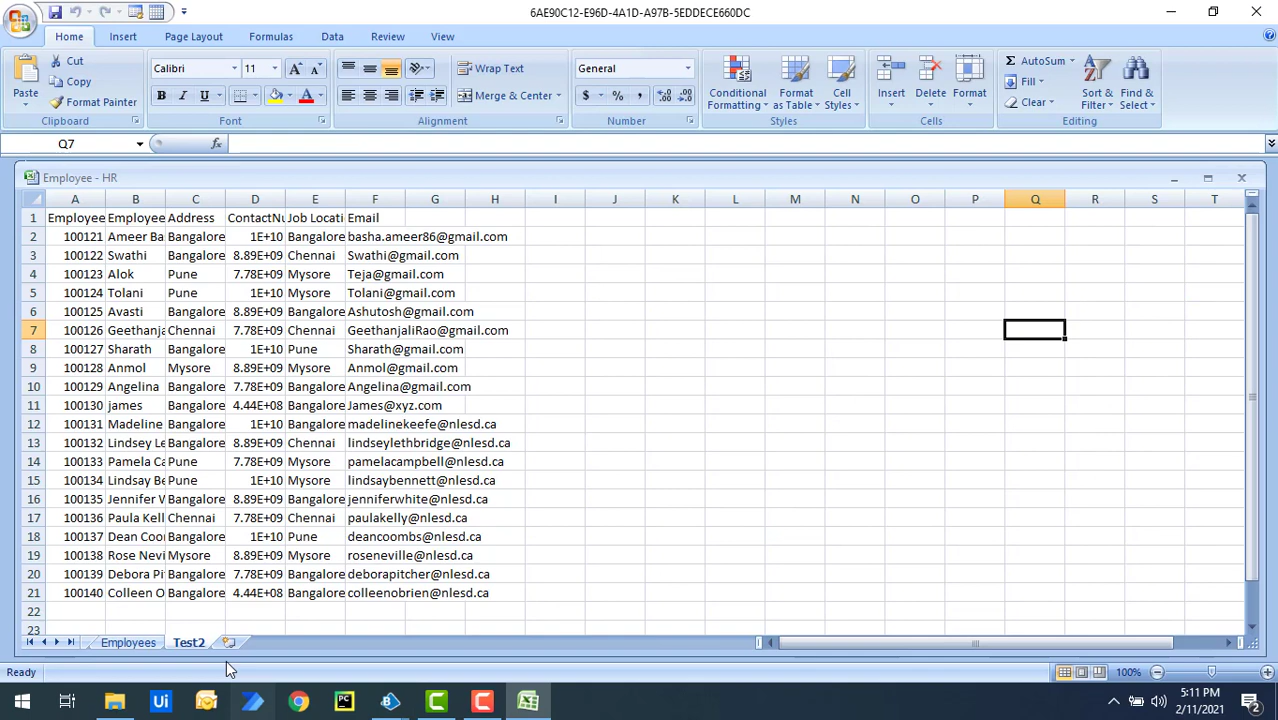 6AE90C12-E96D-4A1D-A97B-5EDDECE660DC
Home Insert Page Layout Formulas Data Review View
Paste Cut Copy Format Painter Clipboard
Calibri 11 A A B I U A Font
Wrap Text Merge & Center Alignment
General $ % , Number
Conditional Formatting Format as Table Cell Styles Styles
Insert Delete Format Cells
Σ AutoSum Fill Clear Sort & Filter Find & Select Editing
Q7 fx
Employee - HR
A B C D E F G H I J K L M N O P Q R S T
1 Employee Employee Address ContactNu Job Locati Email
2 100121 Ameer Ba Bangalore 1E+10 Bangalore basha.ameer86@gmail.com
3 100122 Swathi Bangalore 8.89E+09 Chennai Swathi@gmail.com
4 100123 Alok Pune 7.78E+09 Mysore Teja@gmail.com
5 100124 Tolani Pune 1E+10 Mysore Tolani@gmail.com
6 100125 Avasti Bangalore 8.89E+09 Bangalore Ashutosh@gmail.com
7 100126 Geethanja Chennai 7.78E+09 Chennai GeethanjaliRao@gmail.com
8 100127 Sharath Bangalore 1E+10 Pune Sharath@gmail.com
9 100128 Anmol Mysore 8.89E+09 Mysore Anmol@gmail.com
10 100129 Angelina Bangalore 7.78E+09 Bangalore Angelina@gmail.com
11 100130 james Bangalore 4.44E+08 Bangalore James@xyz.com
12 100131 Madeline Bangalore 1E+10 Bangalore madelinekeefe@nlesd.ca
13 100132 Lindsey Le Bangalore 8.89E+09 Chennai lindseylethbridge@nlesd.ca
14 100133 Pamela Ca Pune 7.78E+09 Mysore pamelacampbell@nlesd.ca
15 100134 Lindsay Be Pune 1E+10 Mysore lindsaybennett@nlesd.ca
16 100135 Jennifer W Bangalore 8.89E+09 Bangalore jenniferwhite@nlesd.ca
17 100136 Paula Kell Chennai 7.78E+09 Chennai paulakelly@nlesd.ca
18 100137 Dean Coon Bangalore 1E+10 Pune deancoombs@nlesd.ca
19 100138 Rose Nevi Mysore 8.89E+09 Mysore roseneville@nlesd.ca
20 100139 Debora Pi Bangalore 7.78E+09 Bangalore deborapitcher@nlesd.ca
21 100140 Colleen O Bangalore 4.44E+08 Bangalore colleenobrien@nlesd.ca
22
23
Employees Test2
Ready 100%
Ui PC 5:11 PM
2/11/2021 2